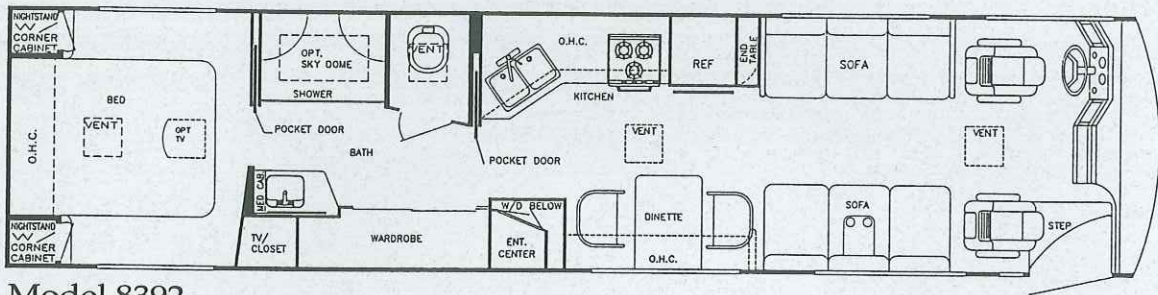 NIGHTSTAND
W/
CORNER
CABINET
O.H.C.
BED
VENT
OPT
TV
NIGHTSTAND
W/
CORNER
CABINET
OPT.
SKY DOME
SHOWER
POCKET DOOR
BATH
VENT
MED CAB.
TV/
CLOSET
WARDROBE
POCKET DOOR
O.H.C.
KITCHEN
REF
END
TABLE
VENT
W/D BELOW
ENT.
CENTER
DINETTE
O.H.C.
SOFA
SOFA
VENT
STEP
Model 8392